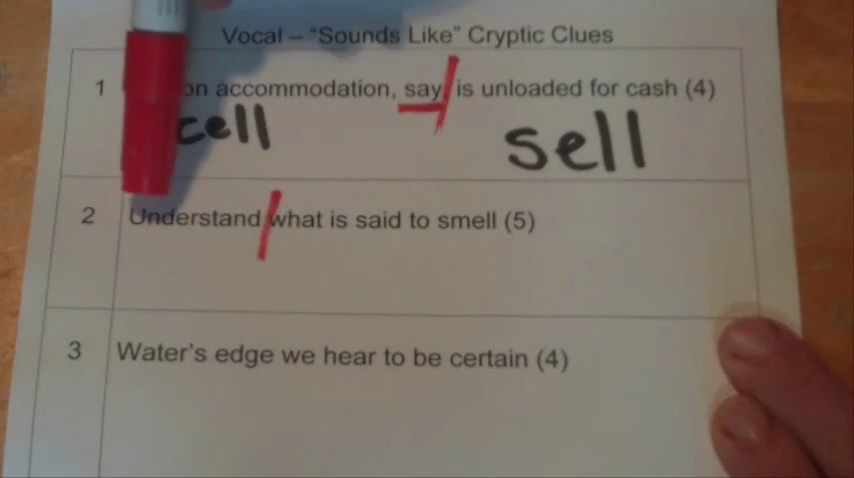 Vocal – "Sounds Like" Cryptic Clues
1 on accommodation, say, is unloaded for cash (4)
cell sell
2 Understand what is said to smell (5)
3 Water's edge we hear to be certain (4)